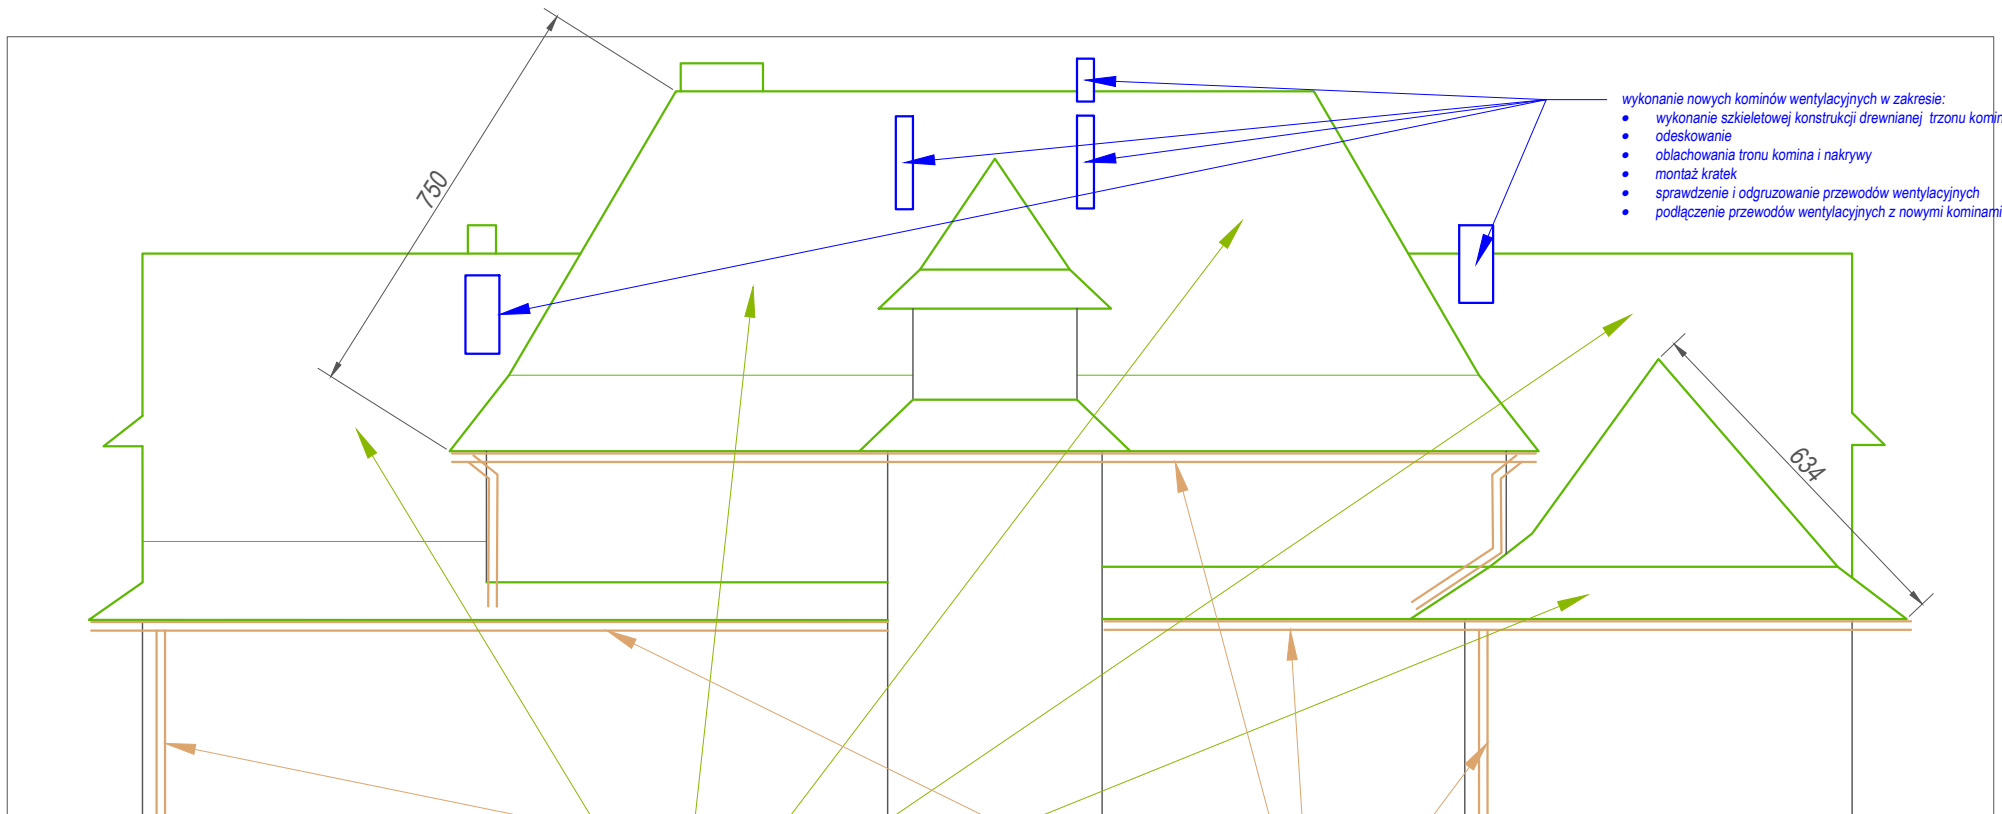 750
wykonanie nowych kominów wentylacyjnych w zakresie:
• wykonanie szkieletowej konstrukcji drewnianej trzonu komin
• odeskowanie
• oblachowania tronu komina i nakrywy
• montaż kratek
• sprawdzenie i odgruzowanie przewodów wentylacyjnych
• podłączenie przewodów wentylacyjnych z nowymi kominami
634